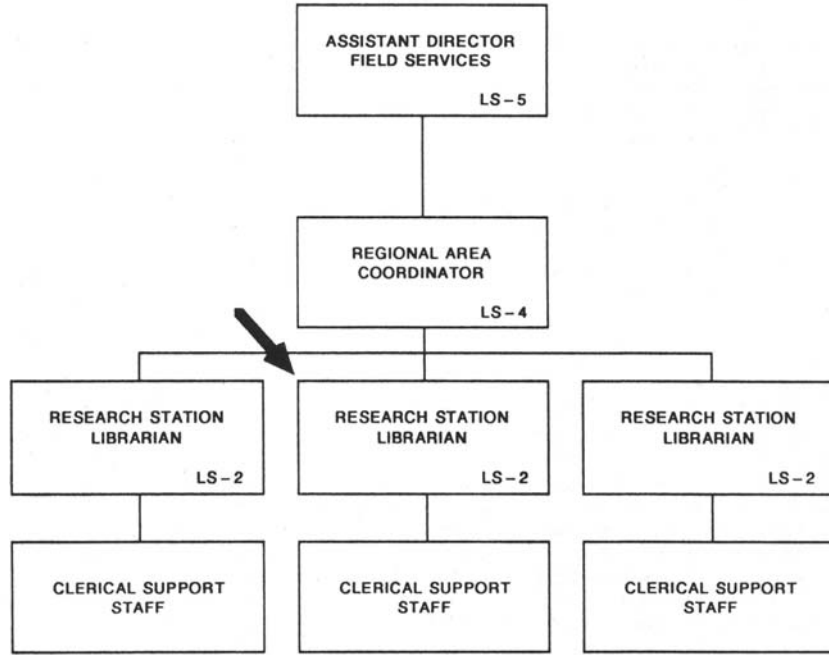 ASSISTANT DIRECTOR
FIELD SERVICES
LS-5
REGIONAL AREA
COORDINATOR
LS-4
RESEARCH STATION
LIBRARIAN
LS-2
RESEARCH STATION
LIBRARIAN
LS-2
RESEARCH STATION
LIBRARIAN
LS-2
CLERICAL SUPPORT
STAFF
CLERICAL SUPPORT
STAFF
CLERICAL SUPPORT
STAFF